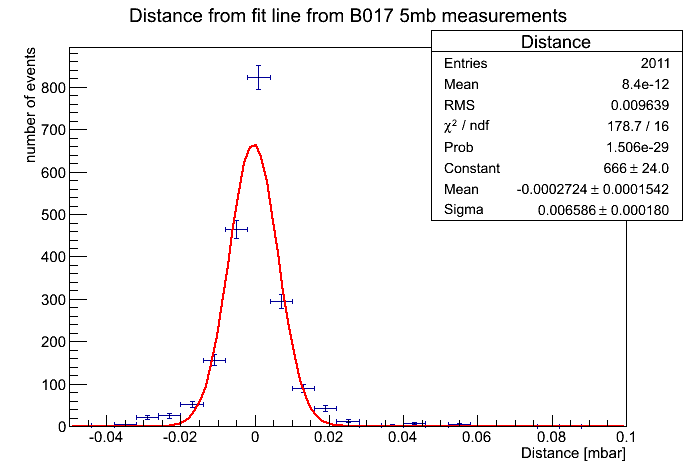 Distance from fit line from B017 5mb measurements
number of events
Distance
Entries 2011
Mean 8.4e-12
RMS 0.009639
χ² / ndf 178.7 / 16
Prob 1.506e-29
Constant 666 ± 24.0
Mean -0.0002724 ± 0.0001542
Sigma 0.006586 ± 0.000180
800
700
600
500
400
300
200
100
0
-0.04 -0.02 0 0.02 0.04 0.06 0.08 0.1
Distance [mbar]